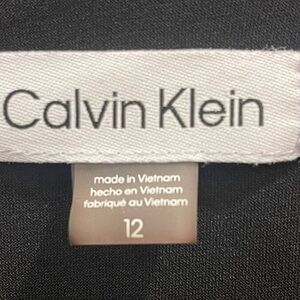 Calvin Klein
made in Vietnam
hecho en Vietnam
fabriqué au Vietnam
12